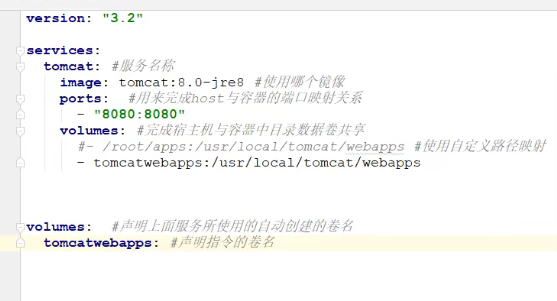 version: "3.2"
services:
tomcat: #服务名称
image: tomcat:8.0-jre8 #使用哪个镜像
ports: #用来完成host与容器的端口映射关系
- "8080:8080"
volumes: #完成宿主机与容器中目录数据卷共享
#- /root/apps:/usr/local/tomcat/webapps #使用自定义路径映射
- tomcatwebapps:/usr/local/tomcat/webapps
volumes: #声明上面服务所使用的自动创建的卷名
tomcatwebapps: #声明指令的卷名